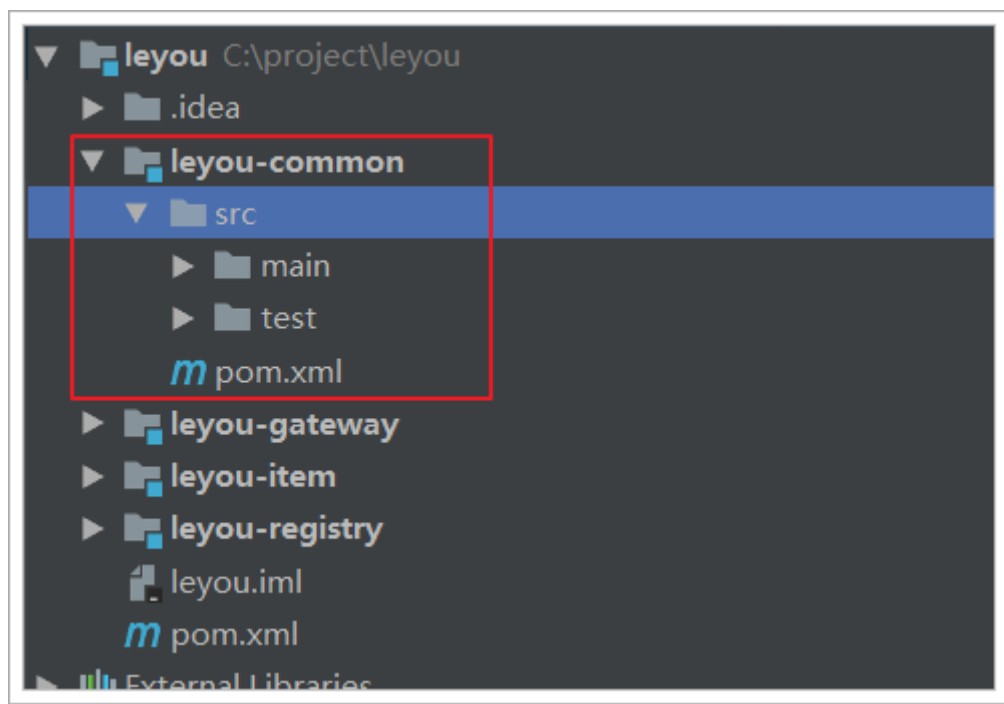 leyou C:\project\leyou
.idea
leyou-common
src
main
test
pom.xml
leyou-gateway
leyou-item
leyou-registry
leyou.iml
pom.xml
External Libraries